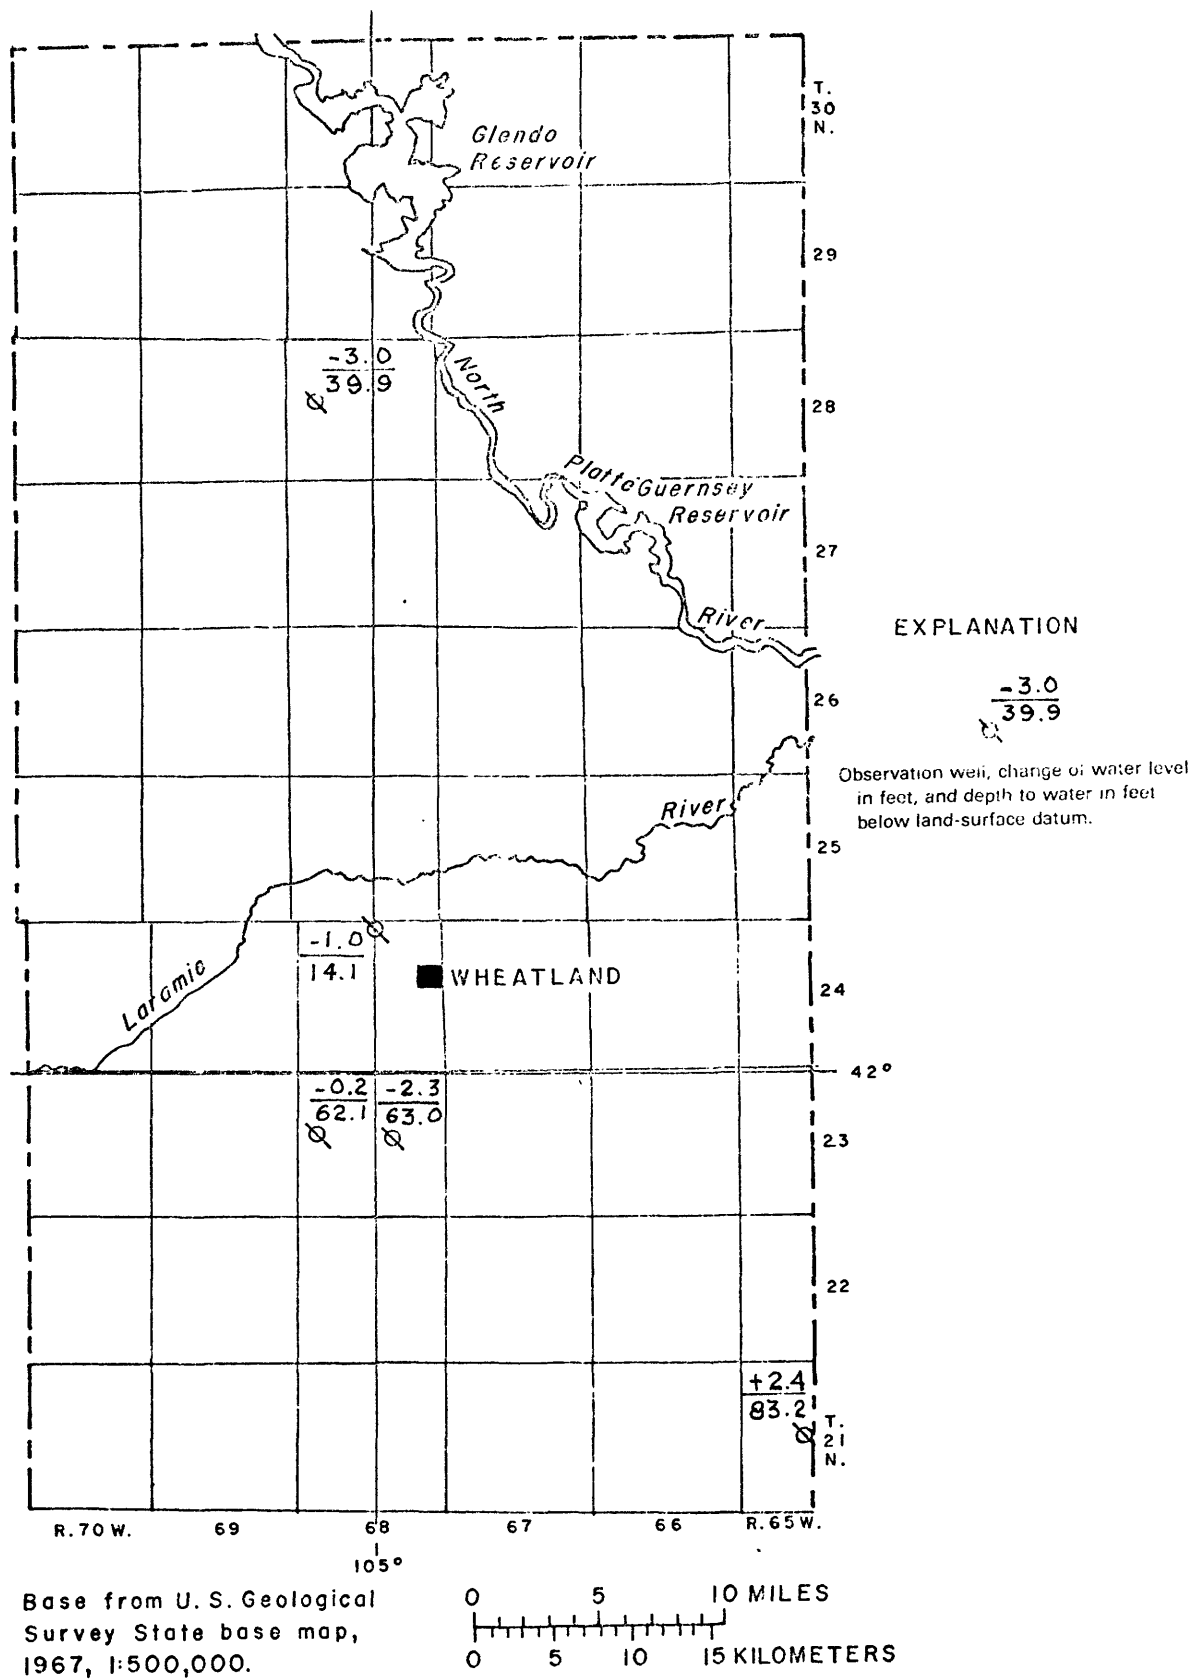 T.
30
N.
Glendo
Reservoir
29
-3.0
39.9
North
28
Platte
Guernsey
Reservoir
27
River
EXPLANATION
-3.0
39.9
26
Observation well, change of water level
in feet, and depth to water in feet
below land-surface datum.
River
25
-1.0
14.1
WHEATLAND
Laramie
24
42°
-0.2
62.1
-2.3
63.0
23
22
+2.4
83.2
T.
21
N.
R.70 W. 69 68 67 66 R.65 W.
105°
Base from U. S. Geological
Survey State base map,
1967, 1:500,000.
0 5 10 MILES
0 5 10 15 KILOMETERS